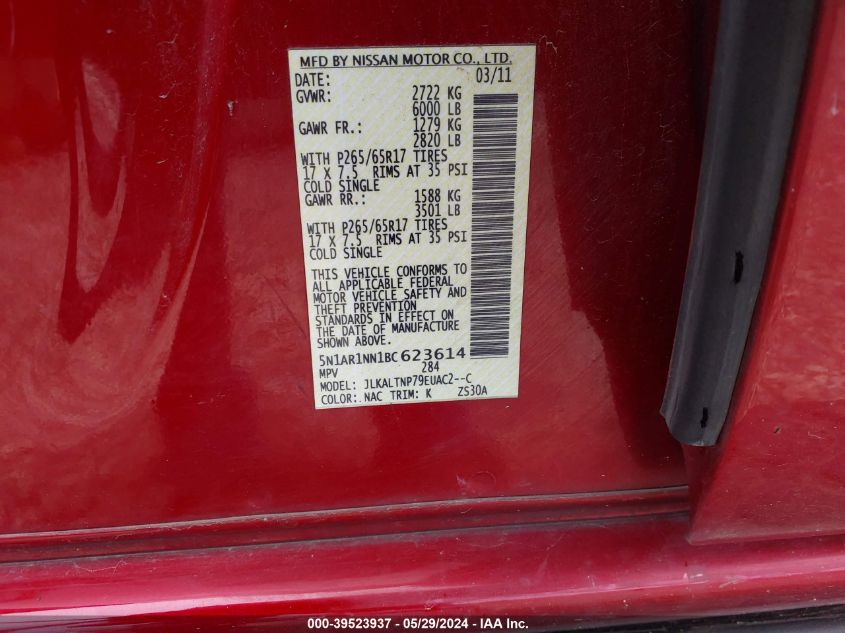 MFD BY NISSAN MOTOR CO., LTD.
DATE: 03/11
GVWR: 2722 KG
6000 LB
GAWR FR.: 1279 KG
2820 LB
WITH P265/65R17 TIRES
17 X 7.5 RIMS AT 35 PSI
COLD SINGLE
GAWR RR.: 1588 KG
3501 LB
WITH P265/65R17 TIRES
17 X 7.5 RIMS AT 35 PSI
COLD SINGLE
THIS VEHICLE CONFORMS TO
ALL APPLICABLE FEDERAL
MOTOR VEHICLE SAFETY AND
THEFT PREVENTION
STANDARDS IN EFFECT ON
THE DATE OF MANUFACTURE
SHOWN ABOVE.
5N1AR1NN1BC623614
MPV 284
MODEL: JLKALTNP79EUAC2--C
COLOR: NAC TRIM: K ZS30A
000-39523937 - 05/29/2024 - IAA, Inc.